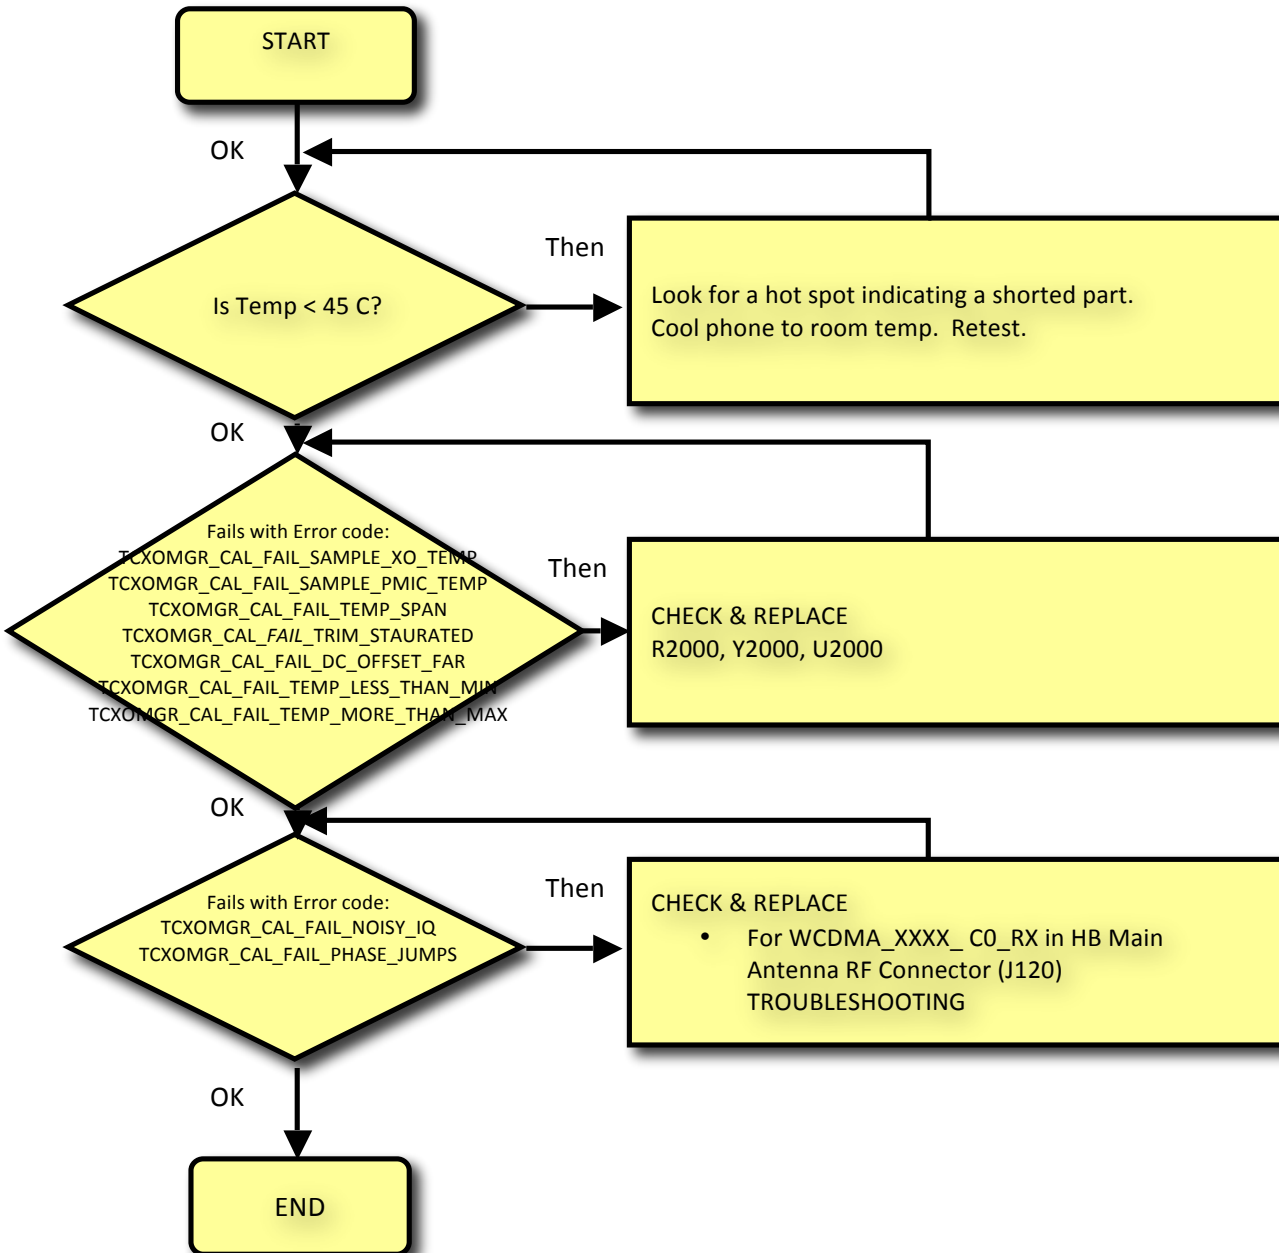 START
OK
Is Temp < 45 C?
Then
Look for a hot spot indicating a shorted part.
Cool phone to room temp.  Retest.
OK
Fails with Error code:
TCXOMGR_CAL_FAIL_SAMPLE_XO_TEMP
TCXOMGR_CAL_FAIL_SAMPLE_PMIC_TEMP
TCXOMGR_CAL_FAIL_TEMP_SPAN
TCXOMGR_CAL_FAIL_TRIM_STAURATED
TCXOMGR_CAL_FAIL_DC_OFFSET_FAR
TCXOMGR_CAL_FAIL_TEMP_LESS_THAN_MIN
TCXOMGR_CAL_FAIL_TEMP_MORE_THAN_MAX
Then
CHECK & REPLACE
R2000, Y2000, U2000
OK
Fails with Error code:
TCXOMGR_CAL_FAIL_NOISY_IQ
TCXOMGR_CAL_FAIL_PHASE_JUMPS
Then
CHECK & REPLACE
• For WCDMA_XXXX_ C0_RX in HB Main
Antenna RF Connector (J120)
TROUBLESHOOTING
OK
END